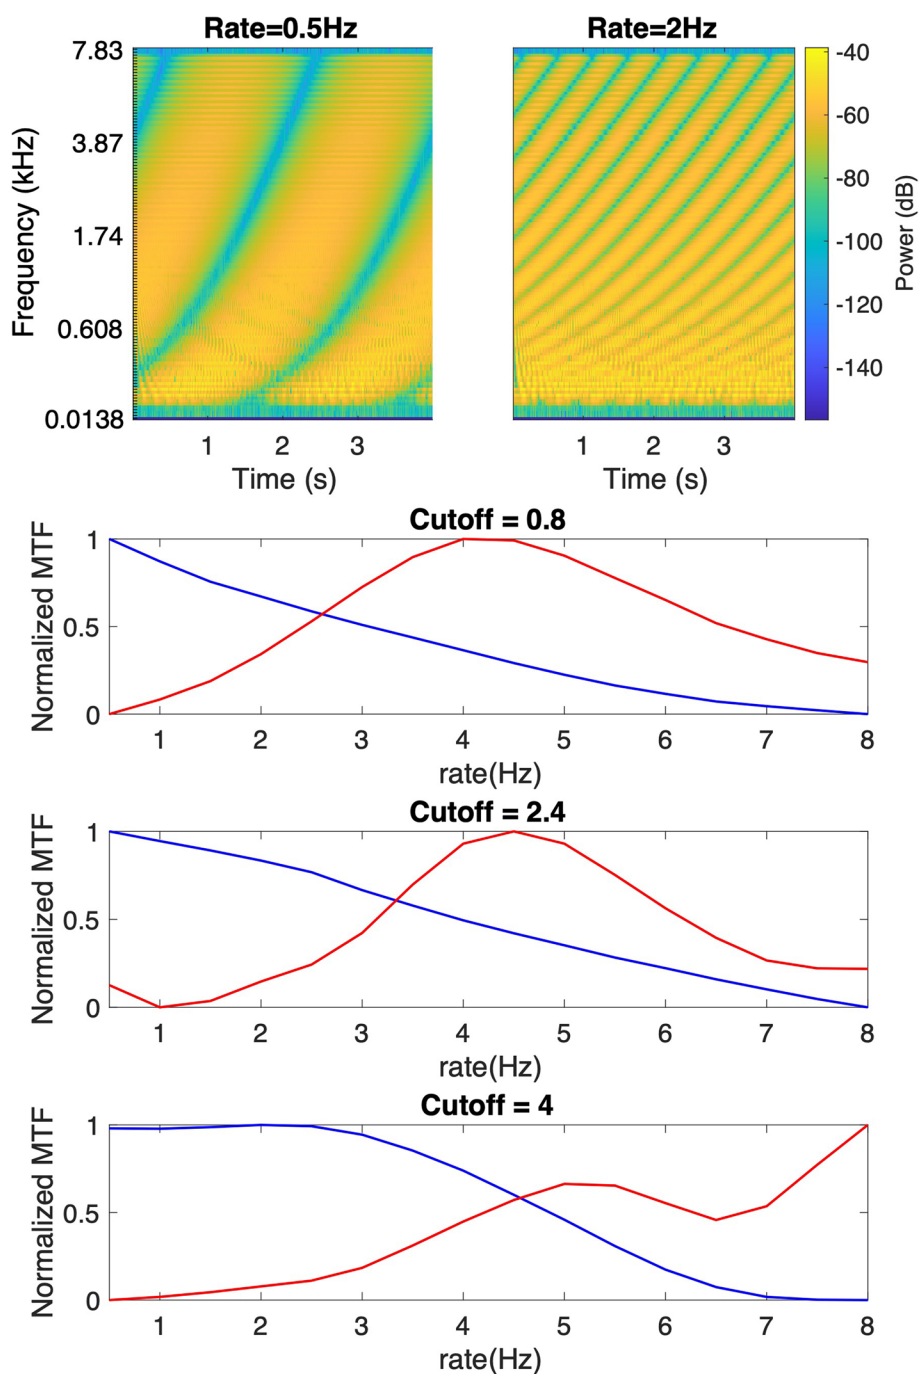 Rate=0.5Hz
Rate=2Hz
Frequency (kHz)
7.83
3.87
1.74
0.608
0.0138
1 2 3
Time (s)
1 2 3
Time (s)
-40
-60
-80
-100
-120
-140
Power (dB)
Cutoff = 0.8
Normalized MTF
1
0.5
0
1 2 3 4 5 6 7 8
rate(Hz)
Cutoff = 2.4
Normalized MTF
1
0.5
0
1 2 3 4 5 6 7 8
rate(Hz)
Cutoff = 4
Normalized MTF
1
0.5
0
1 2 3 4 5 6 7 8
rate(Hz)